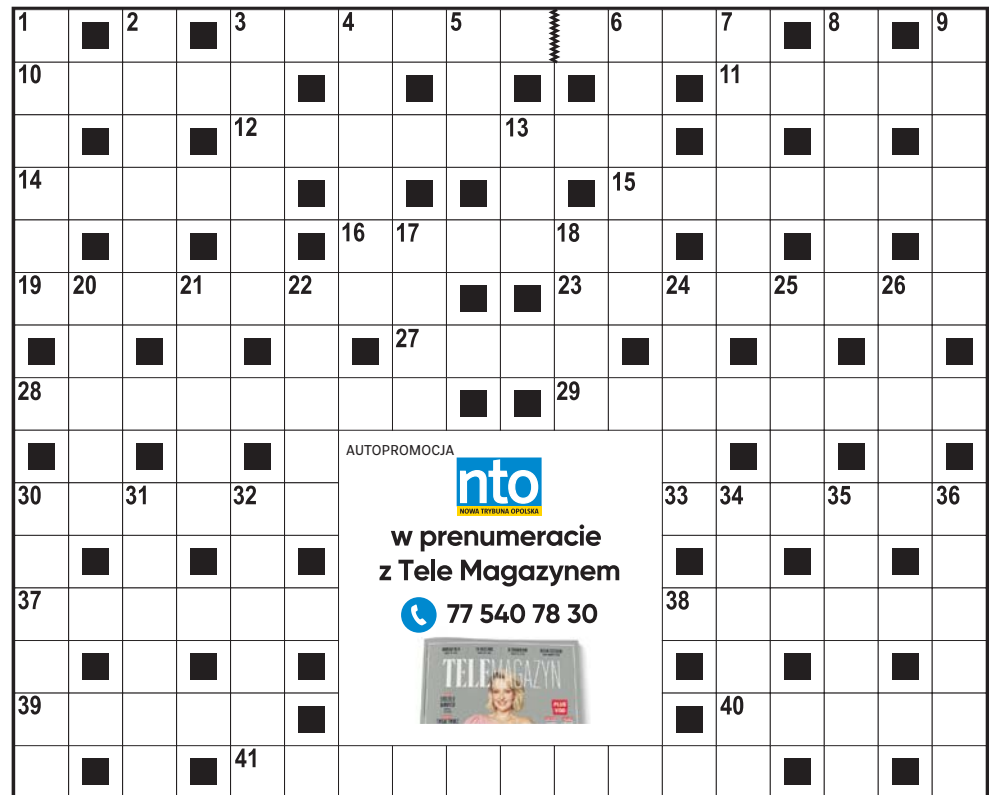 1 2 3 4 5 6 7 8 9
10 11
12 13
14 15
16 17 18
19 20 21 22 23 24 25 26
27
28 29
AUTOPROMOCJA
nto
NOWA TRYBUNA OPOLSKA
30 31 32 33 34 35 36
w prenumeracie
z Tele Magazynem
37 77 540 78 30 38
TELEMAGAZYN
39 40
41